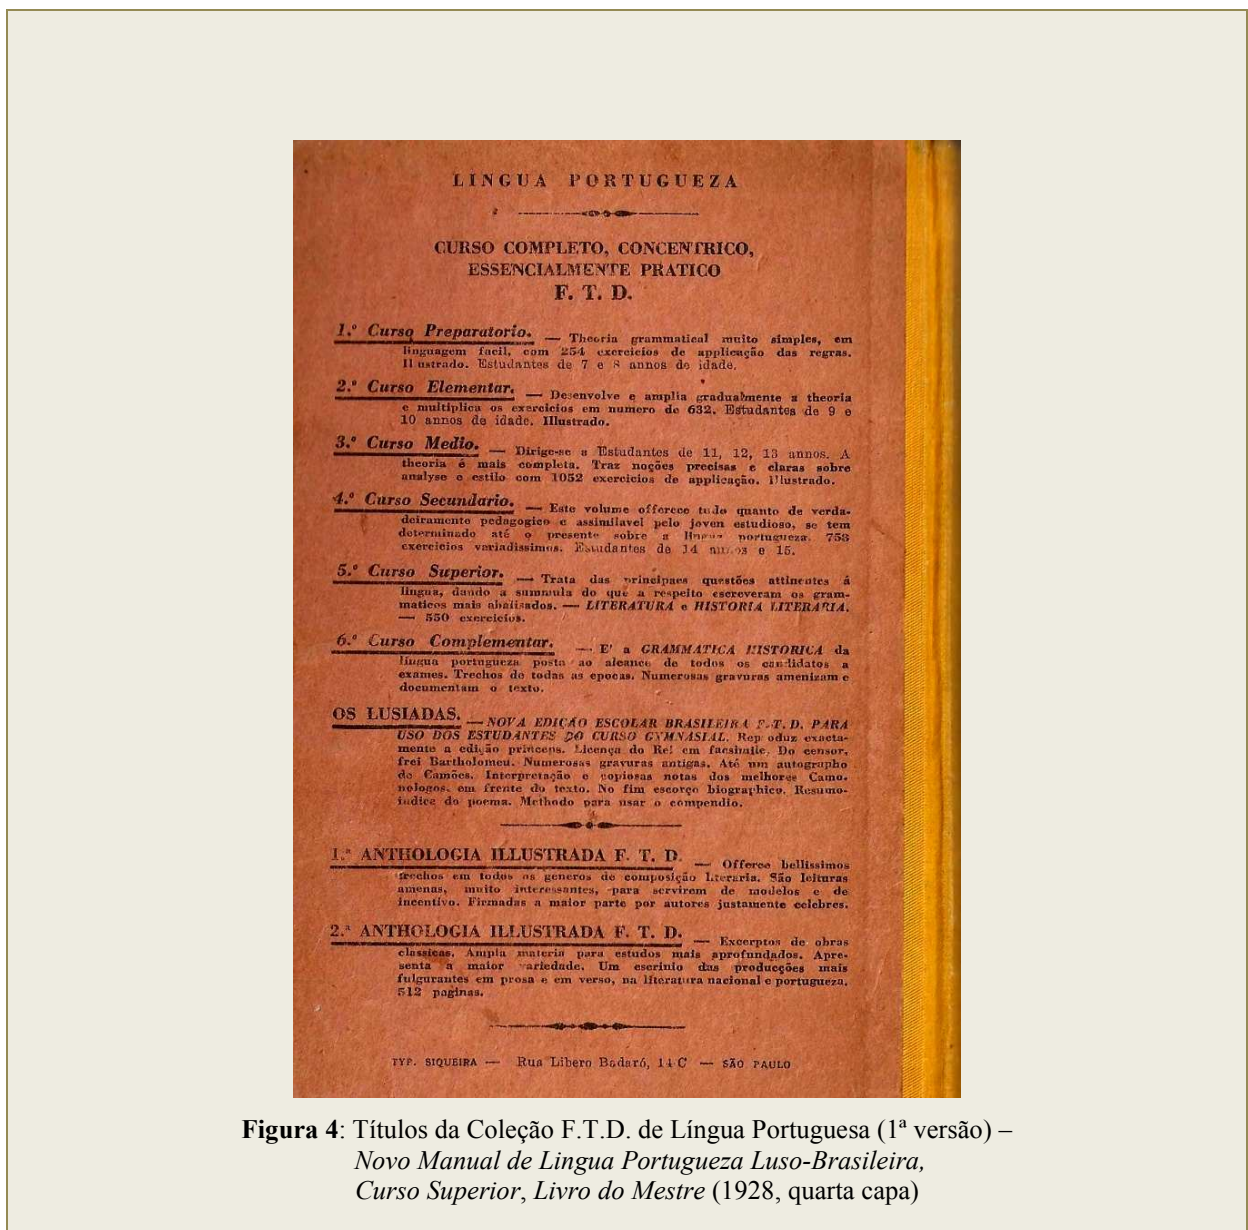 LINGUA PORTUGUEZA
CURSO COMPLETO, CONCENTRICO,
ESSENCIALMENTE PRATICO
F. T. D.
1.º Curso Preparatorio. — Theoria grammatical muito simples, em
linguagem facil, com 254 exercicios de applicação das regras.
Illustrado. Estudantes de 7 e 8 annos de idade.
2.º Curso Elementar. — Desenvolve e amplia gradualmente a theoria
e multiplica os exercicios em numero de 632. Estudantes de 9 e
10 annos de idade. Illustrado.
3.º Curso Medio. — Dirige-se a Estudantes de 11, 12, 13 annos. A
theoria é mais completa. Traz noções precisas e claras sobre
analyse e estilo com 1052 exercicios de applicação. Illustrado.
4.º Curso Secundario. — Este volume offerece tudo quanto de verda-
deiramente pedagogico e assimilavel pelo joven estudioso, se tem
determinado até o presente sobre a lingua portugueza. 758
exercicios variadissimos. Estudantes de 14 annos e 15.
5.º Curso Superior. — Trata das principaes questões attinentes á
lingua, dando a summula do que a respeito escreveram os gram-
maticos mais abalisados. — LITERATURA e HISTORIA LITERARIA.
— 550 exercicios.
6.º Curso Complementar. — E' a GRAMMATICA HISTORICA da
lingua portugueza posta ao alcance de todos os candidatos a
exames. Trechos de todas as epocas. Numerosas gravuras amenizam e
documentam o texto.
OS LUSIADAS. — NOVA EDIÇÃO ESCOLAR BRASILEIRA F. T. D. PARA
USO DOS ESTUDANTES DO CURSO GYMNASIAL. Reproduz exacta-
mente a edição princeps. Licença do Rei em facsimile. Do censor,
frei Bartholomeu. Numerosas gravuras antigas. Até um autographo
de Camões. Interpretação e copiosas notas dos melhores Camo-
nologos, em frente do texto. No fim escorço biographico. Resumo-
indice do poema. Methodo para usar o compendio.
1.ª ANTHOLOGIA ILLUSTRADA F. T. D. — Offerece bellissimos
trechos em todos os generos de composição literaria. São leituras
amenas, muito interessantes, para servirem de modelos e de
incentivo. Firmadas a maior parte por autores justamente celebres.
2.ª ANTHOLOGIA ILLUSTRADA F. T. D. — Excerptos de obras
classicas. Ampla materia para estudos mais aprofundados. Apre-
senta a maior variedade. Um escrinio das producções mais
fulgurantes em prosa e em verso, na literatura nacional e portugueza.
512 paginas.
TYP. SIQUEIRA — Rua Libero Badaró, 14 C — SÃO PAULO
Figura 4: Títulos da Coleção F.T.D. de Língua Portuguesa (1ª versão) –
Novo Manual de Lingua Portugueza Luso-Brasileira,
Curso Superior, Livro do Mestre (1928, quarta capa)